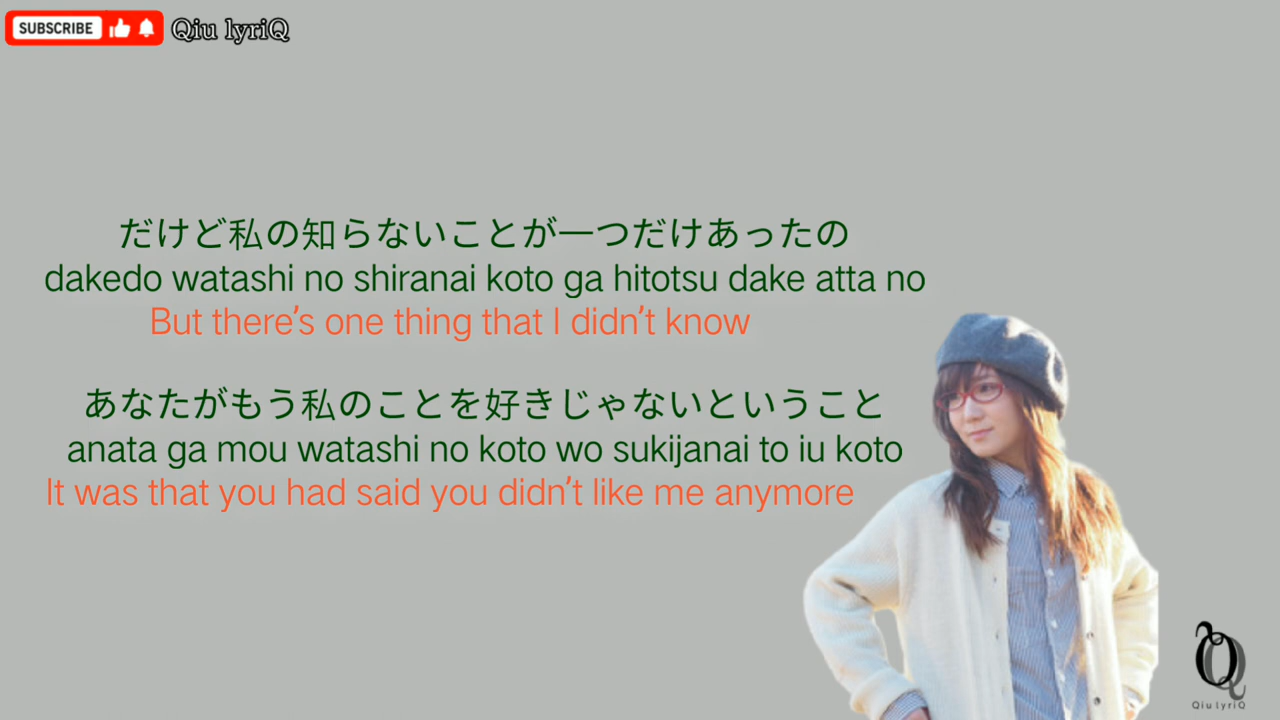 SUBSCRIBE
Qiu lyriQ
だけど私の知らないことが一つだけあったの
dakedo watashi no shiranai koto ga hitotsu dake atta no
But there's one thing that I didn't know
あなたがもう私のことを好きじゃないということ
anata ga mou watashi no koto wo sukijanai to iu koto
It was that you had said you didn't like me anymore
Qiu lyriQ